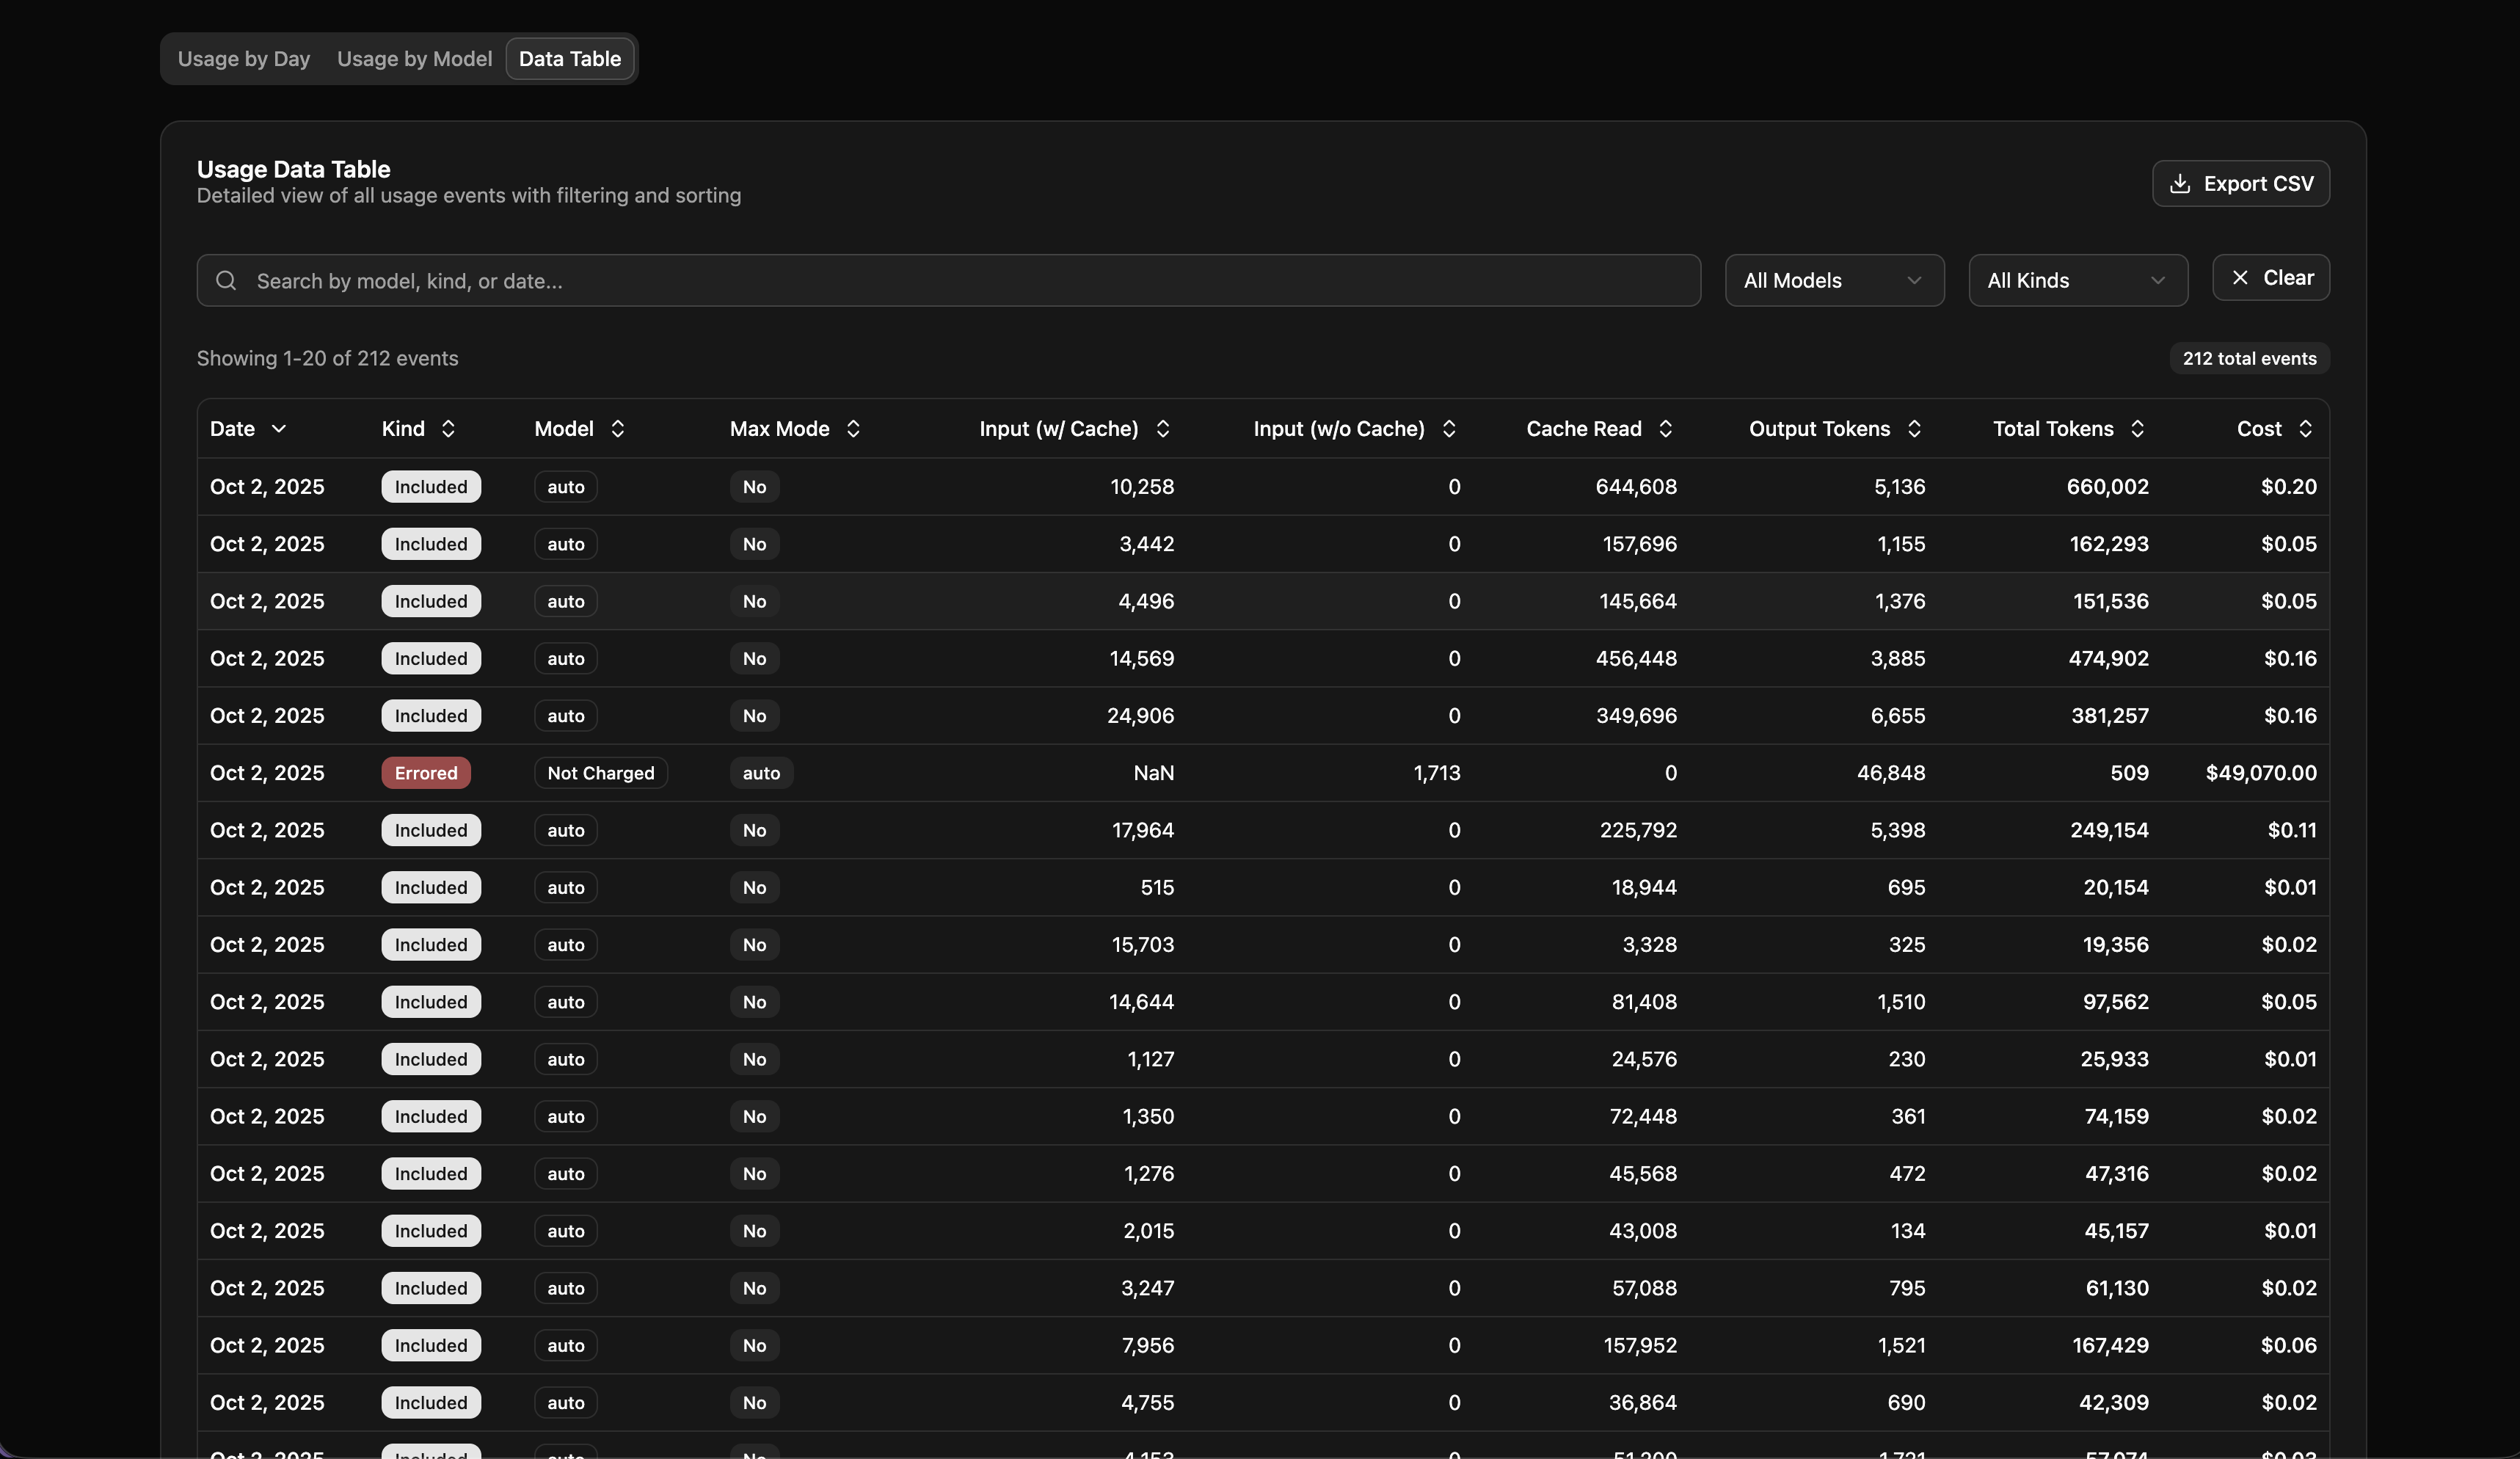 Usage by Day Usage by Model Data Table
Usage Data Table
Detailed view of all usage events with filtering and sorting
Export CSV
Search by model, kind, or date...
All Models
All Kinds
Clear
Showing 1-20 of 212 events
212 total events
Date Kind Model Max Mode Input (w/ Cache) Input (w/o Cache) Cache Read Output Tokens Total Tokens Cost
Oct 2, 2025 Included auto No 10,258 0 644,608 5,136 660,002 $0.20
Oct 2, 2025 Included auto No 3,442 0 157,696 1,155 162,293 $0.05
Oct 2, 2025 Included auto No 4,496 0 145,664 1,376 151,536 $0.05
Oct 2, 2025 Included auto No 14,569 0 456,448 3,885 474,902 $0.16
Oct 2, 2025 Included auto No 24,906 0 349,696 6,655 381,257 $0.16
Oct 2, 2025 Errored Not Charged auto NaN 1,713 0 46,848 509 $49,070.00
Oct 2, 2025 Included auto No 17,964 0 225,792 5,398 249,154 $0.11
Oct 2, 2025 Included auto No 515 0 18,944 695 20,154 $0.01
Oct 2, 2025 Included auto No 15,703 0 3,328 325 19,356 $0.02
Oct 2, 2025 Included auto No 14,644 0 81,408 1,510 97,562 $0.05
Oct 2, 2025 Included auto No 1,127 0 24,576 230 25,933 $0.01
Oct 2, 2025 Included auto No 1,350 0 72,448 361 74,159 $0.02
Oct 2, 2025 Included auto No 1,276 0 45,568 472 47,316 $0.02
Oct 2, 2025 Included auto No 2,015 0 43,008 134 45,157 $0.01
Oct 2, 2025 Included auto No 3,247 0 57,088 795 61,130 $0.02
Oct 2, 2025 Included auto No 7,956 0 157,952 1,521 167,429 $0.06
Oct 2, 2025 Included auto No 4,755 0 36,864 690 42,309 $0.02
Oct 2, 2025 Included auto No